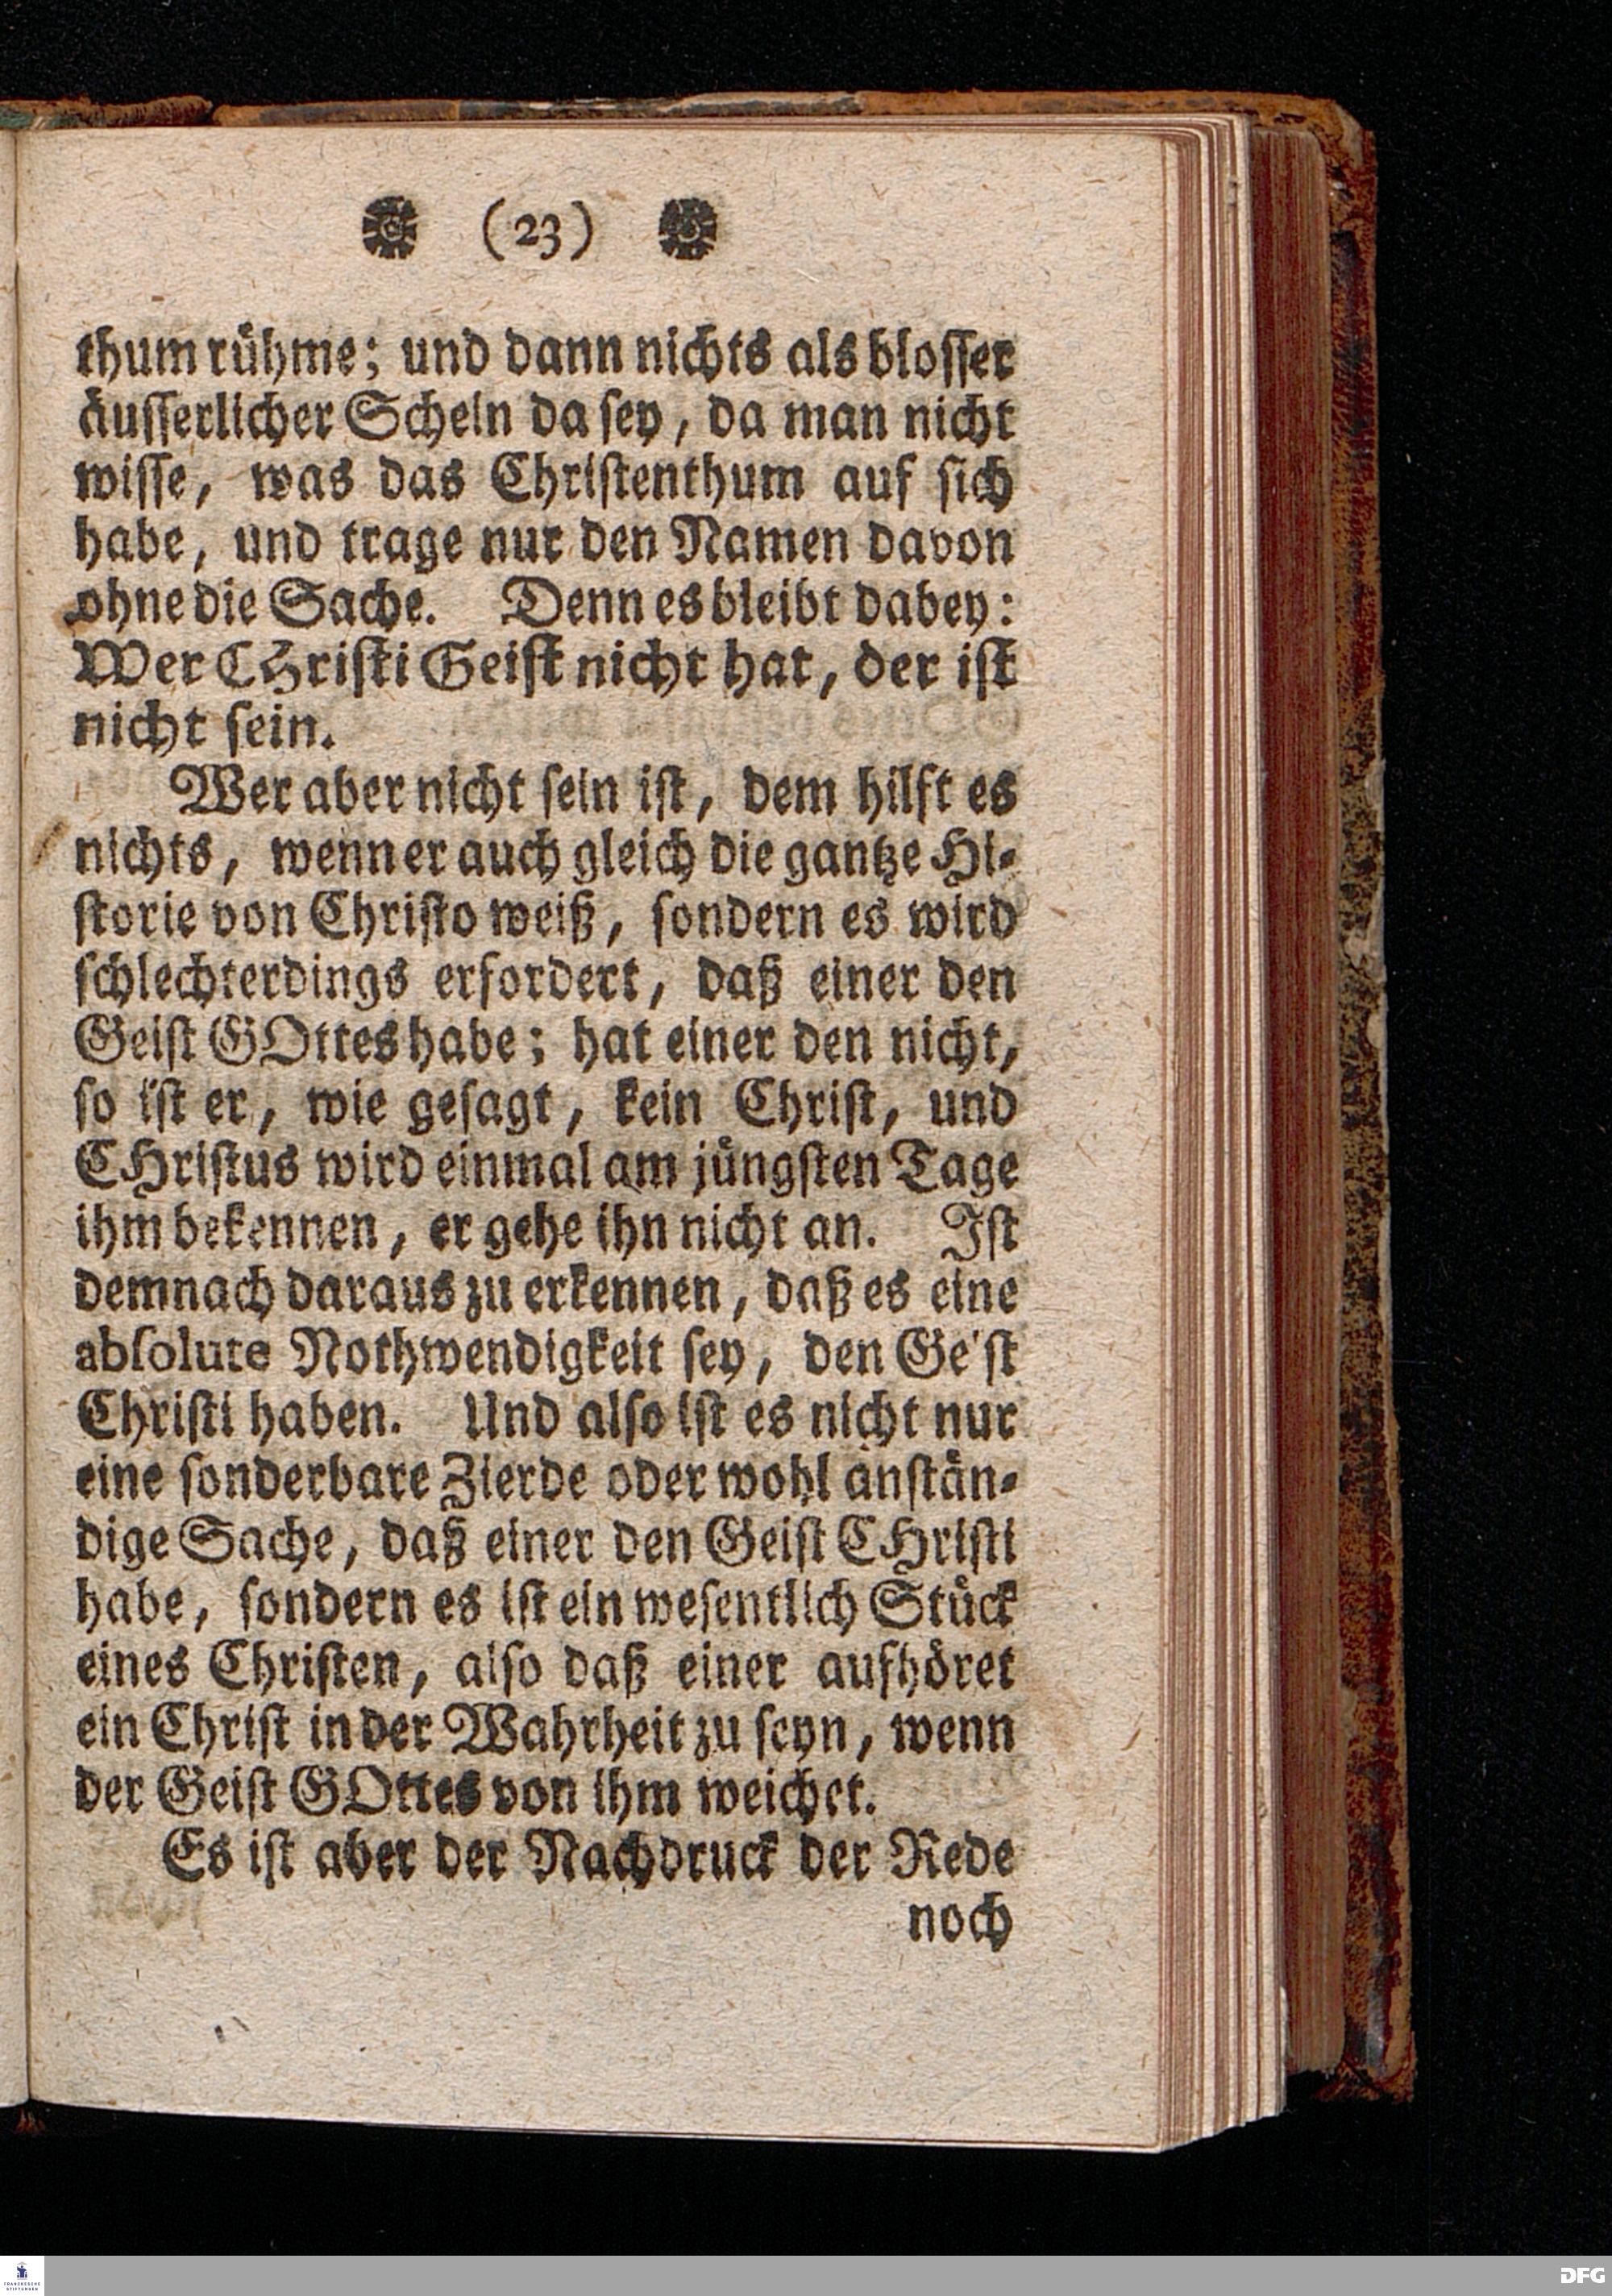 (23)
thum rühme; und dann nichts als blosser
äusserlicher Schein da sey, da man nicht
wisse, was das Christenthum auf sich
habe, und trage nur den Namen davon
ohne die Sache. Denn es bleibt dabey:
Wer CHristi Geist nicht hat, der ist
nicht sein.
Wer aber nicht sein ist, dem hilft es
nichts, wenn er auch gleich die gantze Hi-
storie von Christo weiß, sondern es wird
schlechterdings erfordert, daß einer den
Geist GOttes habe; hat einer den nicht,
so ist er, wie gesagt, kein Christ, und
CHristus wird einmal am jüngsten Tage
ihm bekennen, er gehe ihn nicht an. Ist
demnach daraus zu erkennen, daß es eine
absolute Nothwendigkeit sey, den Geist
Christi haben. Und also ist es nicht nur
eine sonderbare Zierde oder wohl anstän-
dige Sache, daß einer den Geist CHristi
habe, sondern es ist ein wesentlich Stück
eines Christen, also daß einer aufhöret
ein Christ in der Wahrheit zu seyn, wenn
der Geist GOttes von ihm weichet.
Es ist aber der Nachdruck der Rede
noch
FRANCKESCHE
STIFTUNGEN
DFG